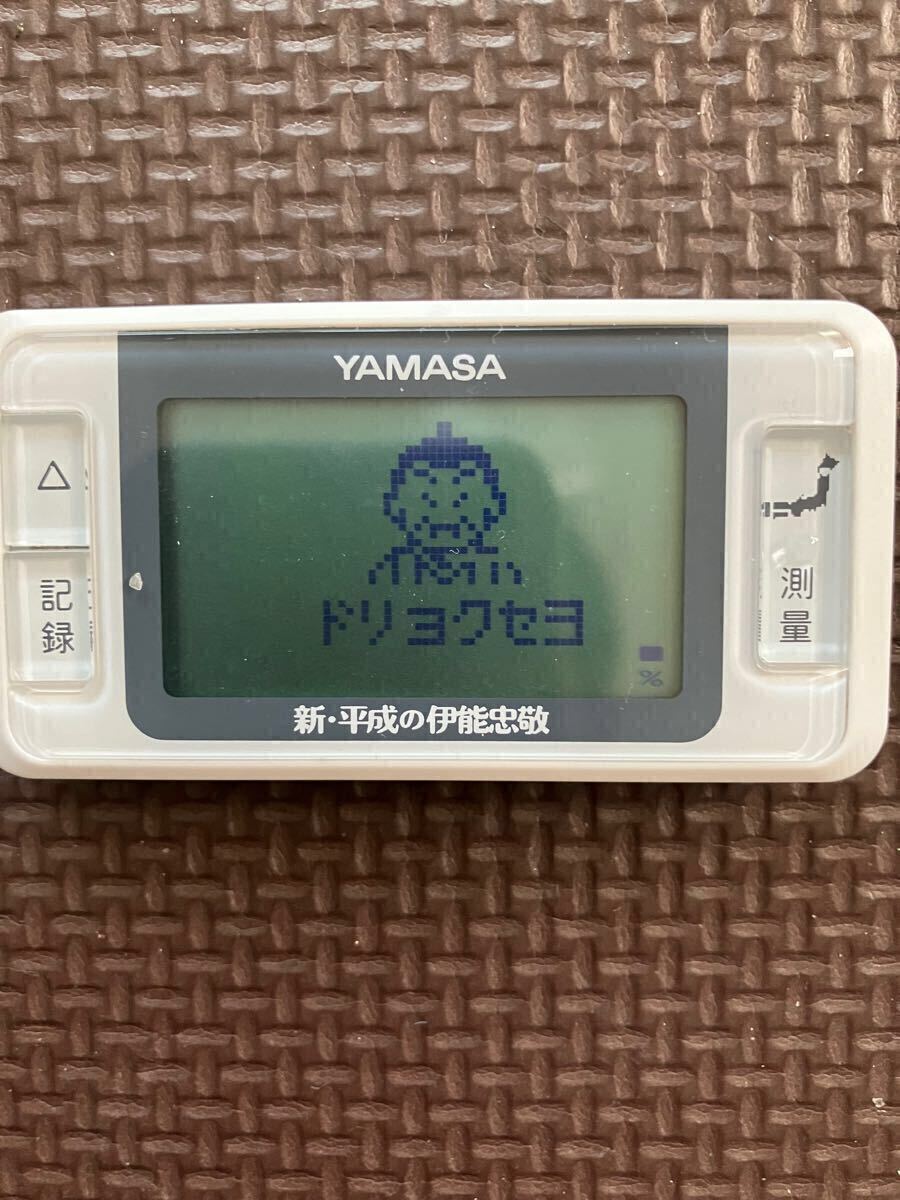 YAMASA
△
記録
測量
ドリョクセヨ
%
新・平成の伊能忠敬